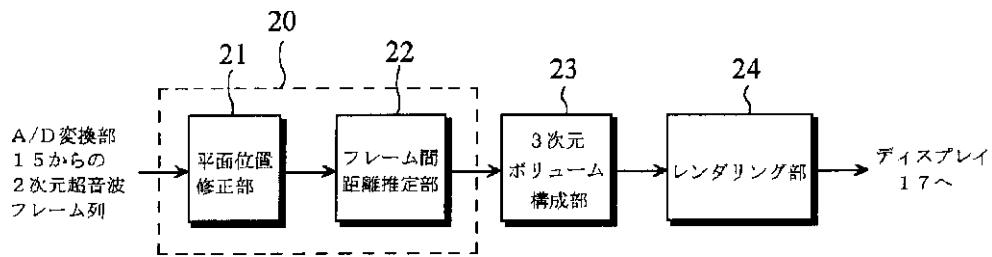 20
21
22
23
24
A/D変換部
15からの
2次元超音波
フレーム列
平面位置
修正部
フレーム間
距離推定部
3次元
ボリューム
構成部
レンダリング部
ディスプレイ
17へ